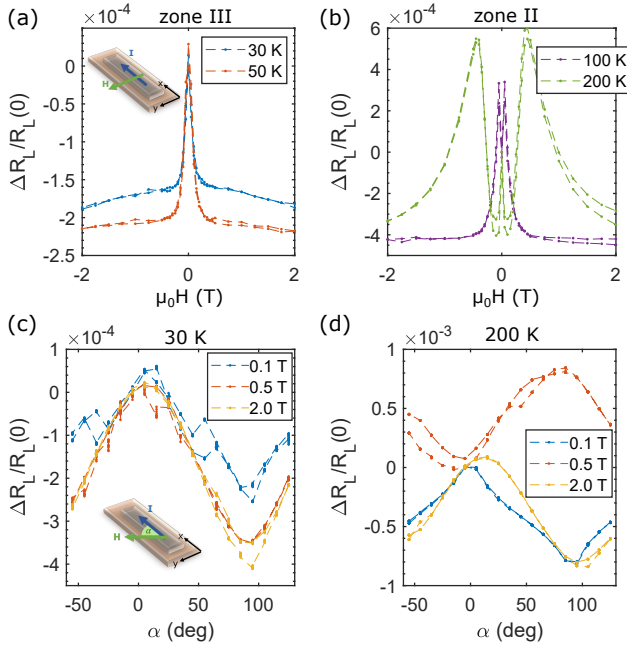 (a) zone III
×10⁻⁴
I
H
x
y
30 K
50 K
0
-0.5
-1
-1.5
-2
-2.5
ΔR_L/R_L(0)
-2 0 2
μ₀H (T)
(b) zone II
×10⁻⁴
100 K
200 K
6
4
2
0
-2
-4
ΔR_L/R_L(0)
-2 -1 0 1 2
μ₀H (T)
(c) 30 K
×10⁻⁴
0.1 T
0.5 T
2.0 T
1
0
-1
-2
-3
-4
ΔR_L/R_L(0)
I
H
α
x
y
-50 0 50 100
α (deg)
(d) 200 K
×10⁻³
1
0.5
0
-0.5
-1
ΔR_L/R_L(0)
0.1 T
0.5 T
2.0 T
-50 0 50 100
α (deg)